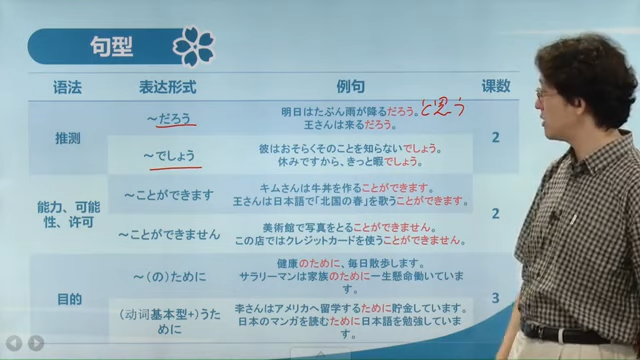 句型
语法 表达形式 例句 课数
推测
~だろう
明日はたぶん雨が降るだろう。と思う
王さんは来るだろう。
2
~でしょう
彼はおそらくそのことを知らないでしょう。
休みですから、きっと暇でしょう。
能力、可能
性、许可
~ことができます
キムさんは牛丼を作ることができます。
王さんは日本語で「北国の春」を歌うことができます。
2
~ことができません
美術館で写真をとることができません。
この店ではクレジットカードを使うことができません。
目的
~（の）ために
健康のために、毎日散歩します。
サラリーマンは家族のために一生懸命働いていま
す。
3
（动词基本型+）うた
めに
李さんはアメリカへ留学するために貯金しています。
日本のマンガを読むために日本語を勉強していま
す。